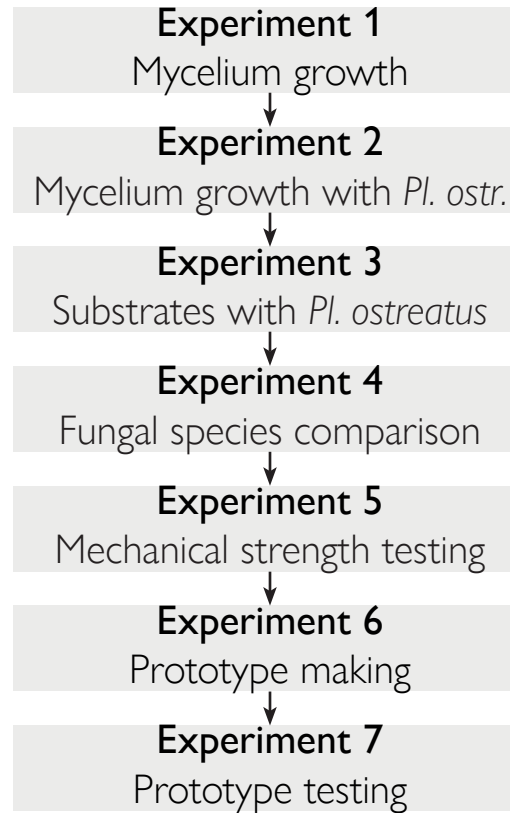 Experiment 1
Mycelium growth
Experiment 2
Mycelium growth with Pl. ostr.
Experiment 3
Substrates with Pl. ostreatus
Experiment 4
Fungal species comparison
Experiment 5
Mechanical strength testing
Experiment 6
Prototype making
Experiment 7
Prototype testing